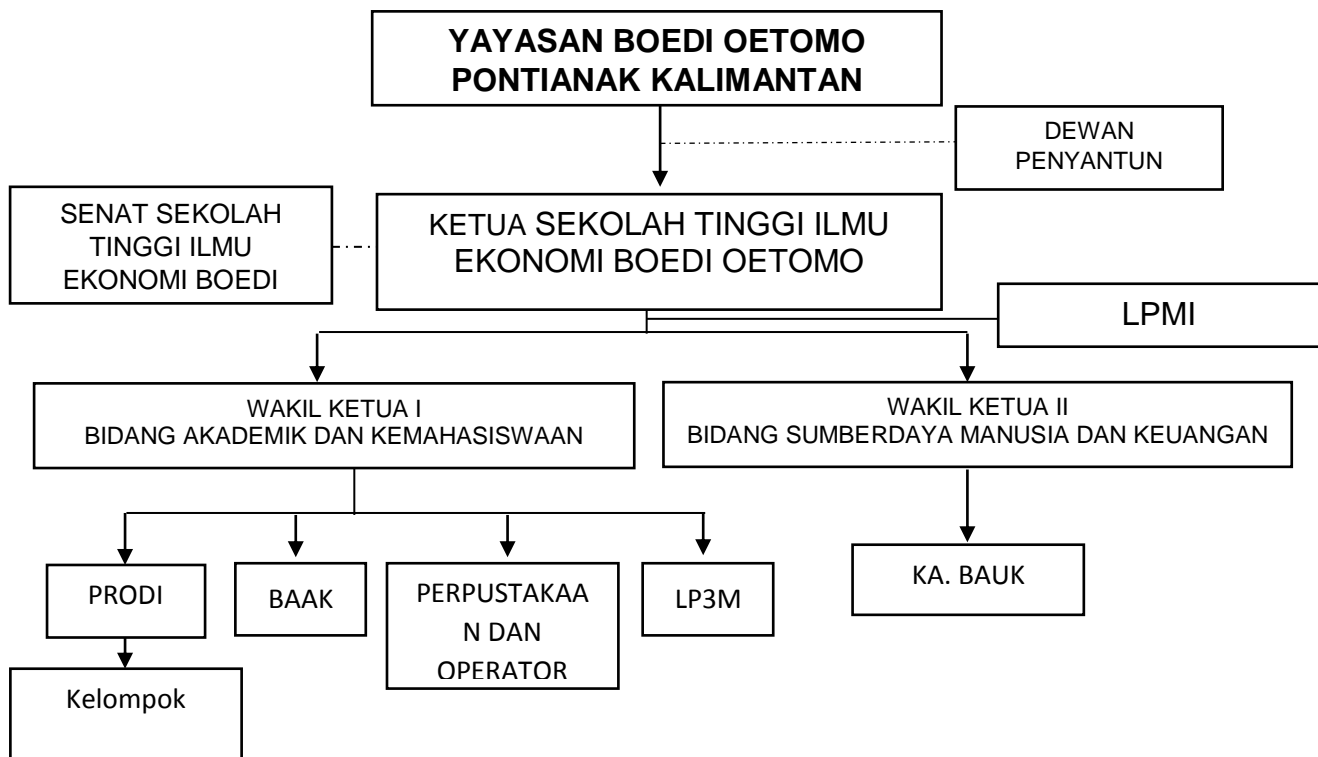 YAYASAN BOEDI OETOMO
PONTIANAK KALIMANTAN
DEWAN
PENYANTUN
SENAT SEKOLAH
TINGGI ILMU
EKONOMI BOEDI
KETUA SEKOLAH TINGGI ILMU
EKONOMI BOEDI OETOMO
LPMI
WAKIL KETUA I
BIDANG AKADEMIK DAN KEMAHASISWAAN
WAKIL KETUA II
BIDANG SUMBERDAYA MANUSIA DAN KEUANGAN
PRODI
BAAK
PERPUSTAKAA
N DAN
OPERATOR
LP3M
KA. BAUK
Kelompok